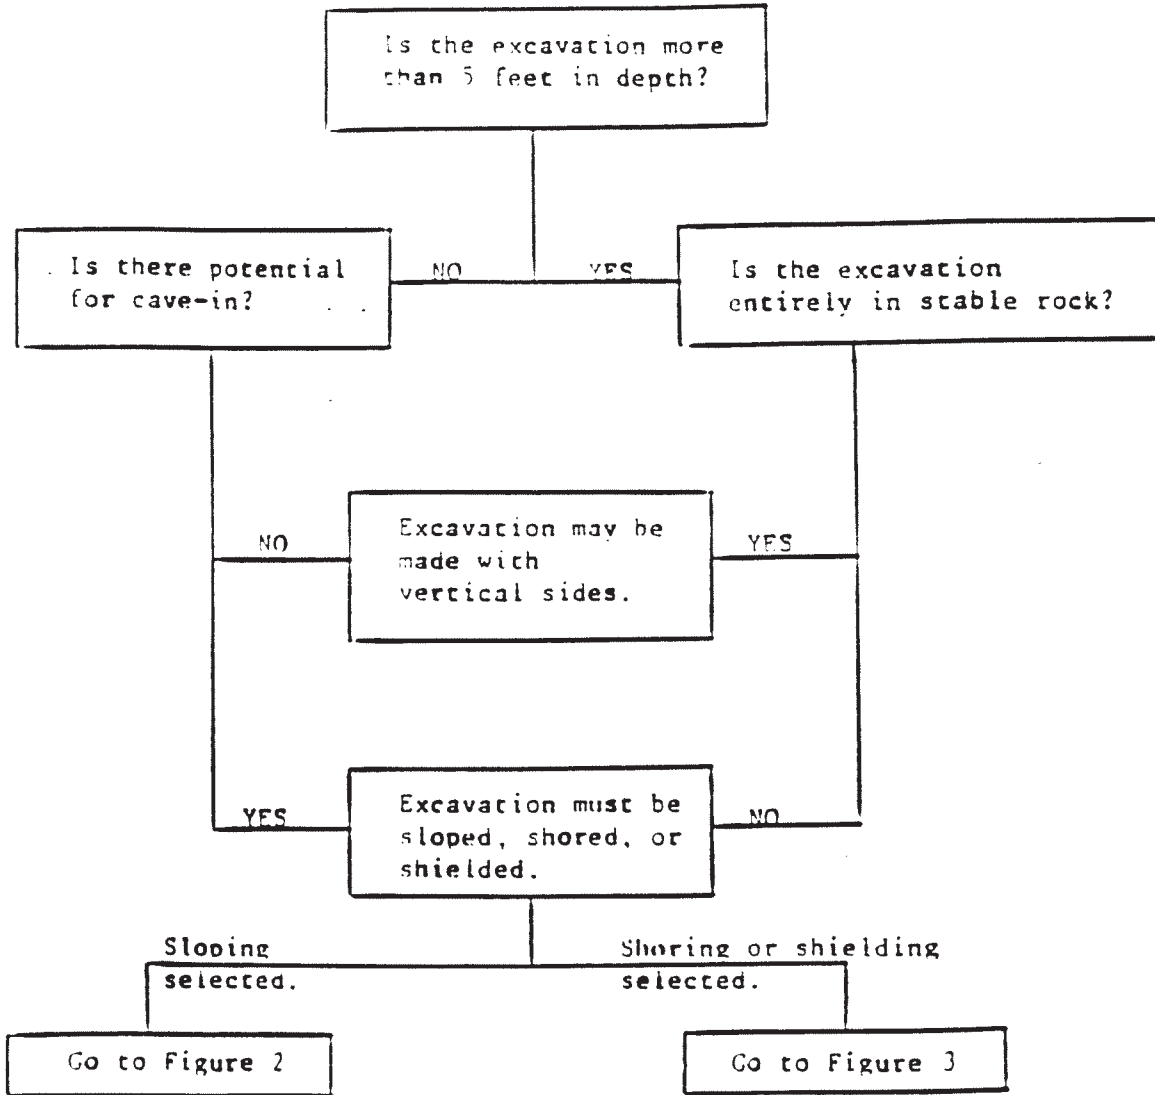 Is the excavation more
than 5 feet in depth?
NO
YES
Is there potential
for cave-in?
Is the excavation
entirely in stable rock?
NO
Excavation may be
made with
vertical sides.
YES
YES
Excavation must be
sloped, shored, or
shielded.
NO
Sloping
selected.
Shoring or shielding
selected.
Go to Figure 2
Go to Figure 3